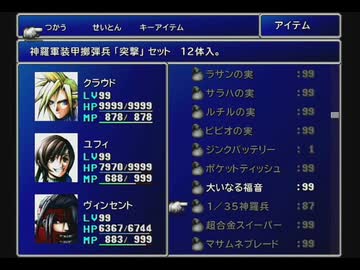 つかう せいとん キーアイテム アイテム
神羅軍装甲擲弾兵「突撃」セット 12体入。
クラウド
LV99
HP9999/9999
MP 878/ 878
ユフィ
LV99
HP7970/9999
MP 688/ 999
ヴィンセント
LV99
HP6367/6744
MP 883/ 999
ラサンの実 :99
サラハの実 :99
ルチルの実 :99
ピピオの実 :99
ジンクバッテリー : 1
ポケットティッシュ :99
大いなる福音 :99
1/35神羅兵 :87
超合金スイーパー :99
マサムネブレード :99